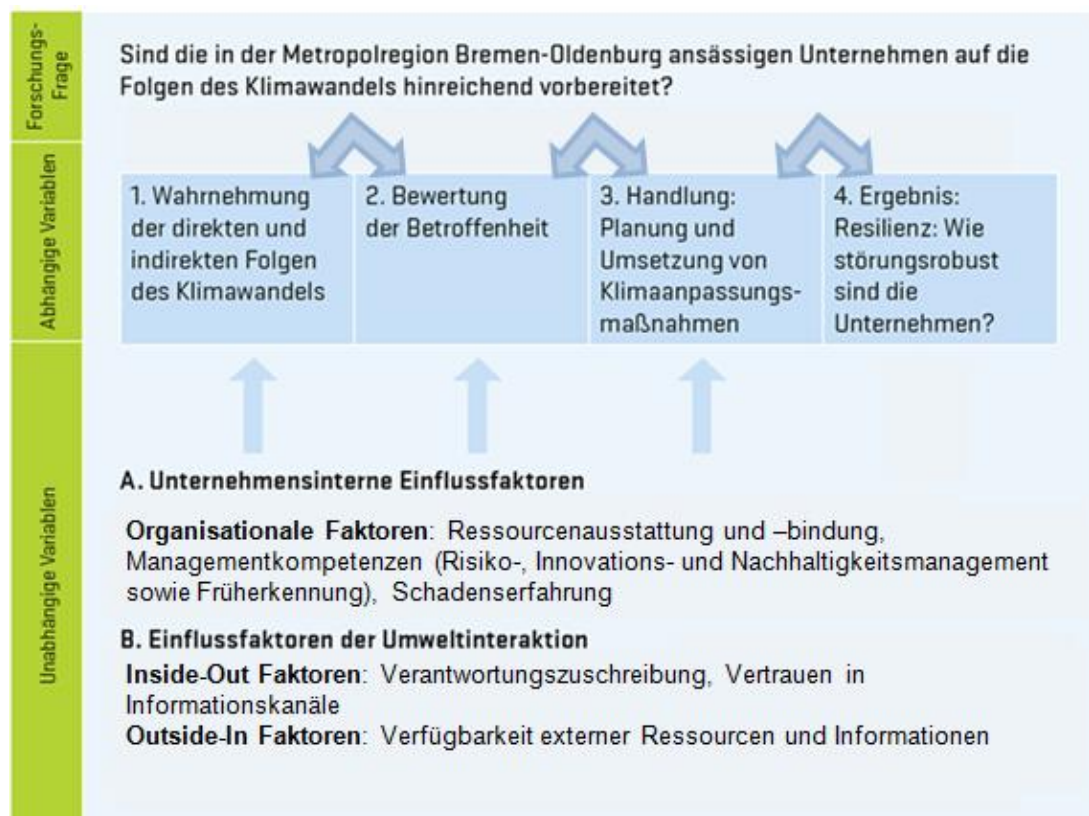 Forschungs-
Frage
Sind die in der Metropolregion Bremen-Oldenburg ansässigen Unternehmen auf die
Folgen des Klimawandels hinreichend vorbereitet?
Abhängige Variablen
1. Wahrnehmung
der direkten und
indirekten Folgen
des Klimawandels
2. Bewertung
der Betroffenheit
3. Handlung:
Planung und
Umsetzung von
Klimaanpassungs-
maßnahmen
4. Ergebnis:
Resilienz: Wie
störungsrobust
sind die
Unternehmen?
Unabhängige Variablen
A. Unternehmensinterne Einflussfaktoren
Organisationale Faktoren: Ressourcenausstattung und –bindung,
Managementkompetenzen (Risiko-, Innovations- und Nachhaltigkeitsmanagement
sowie Früherkennung), Schadenserfahrung
B. Einflussfaktoren der Umweltinteraktion
Inside-Out Faktoren: Verantwortungszuschreibung, Vertrauen in
Informationskanäle
Outside-In Faktoren: Verfügbarkeit externer Ressourcen und Informationen